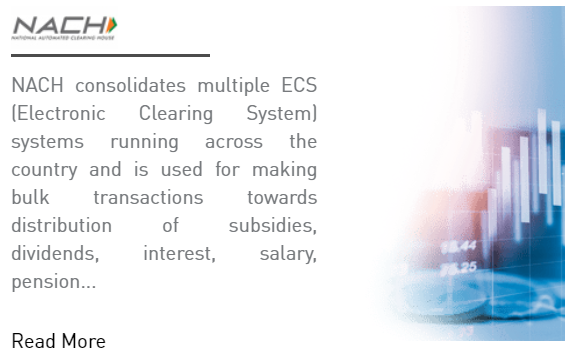 NACH
NATIONAL AUTOMATED CLEARING HOUSE
NACH consolidates multiple ECS
(Electronic Clearing System)
systems running across the
country and is used for making
bulk transactions towards
distribution of subsidies,
dividends, interest, salary,
pension...
Read More